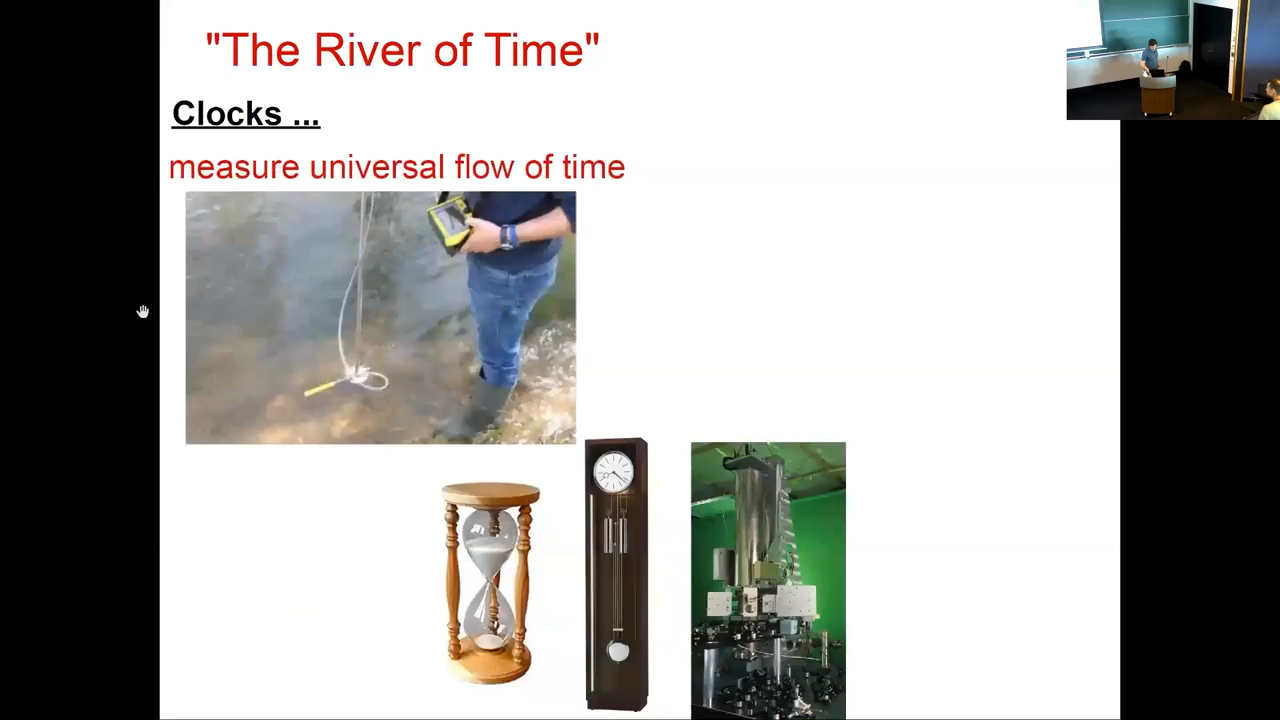 "The River of Time"
Clocks ...
measure universal flow of time